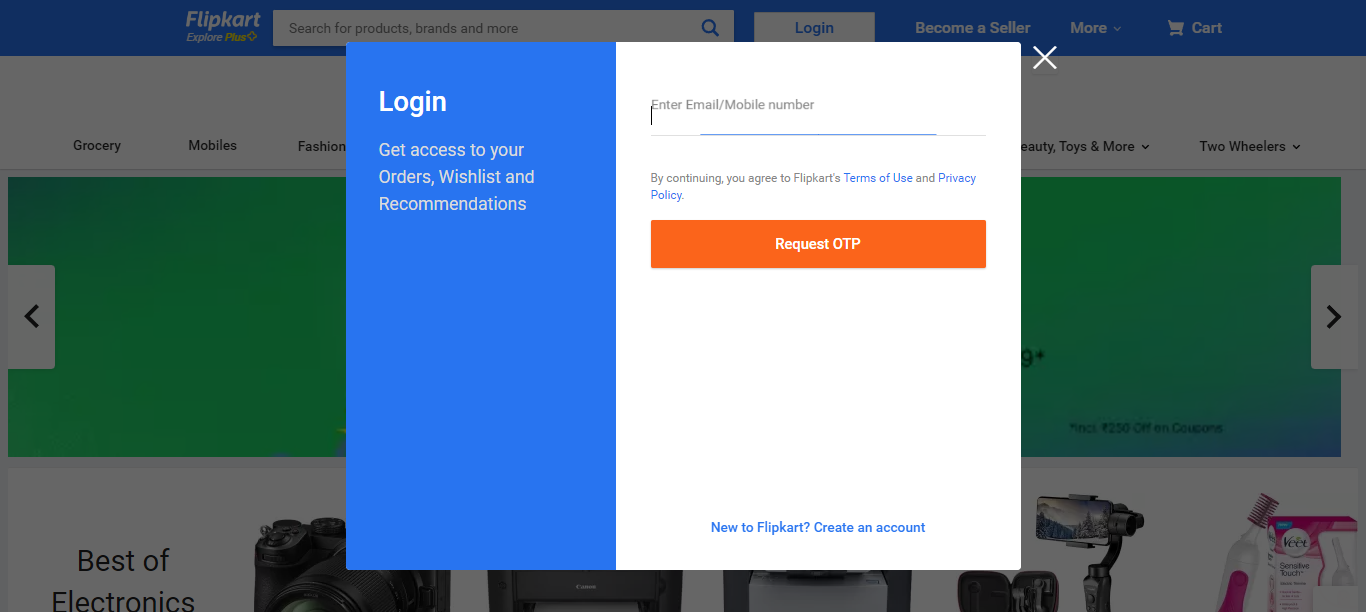 Flipkart
Explore Plus
Search for products, brands and more
Login
Become a Seller
More
Cart
Login
Get access to your
Orders, Wishlist and
Recommendations
Enter Email/Mobile number
By continuing, you agree to Flipkart's Terms of Use and Privacy
Policy.
Request OTP
New to Flipkart? Create an account
Grocery
Mobiles
Fashion
eauty, Toys & More
Two Wheelers
9*
*Incl. ₹250 Off on Coupons
Best of
Electronics
Canon
Veet
Sensitive
Touch